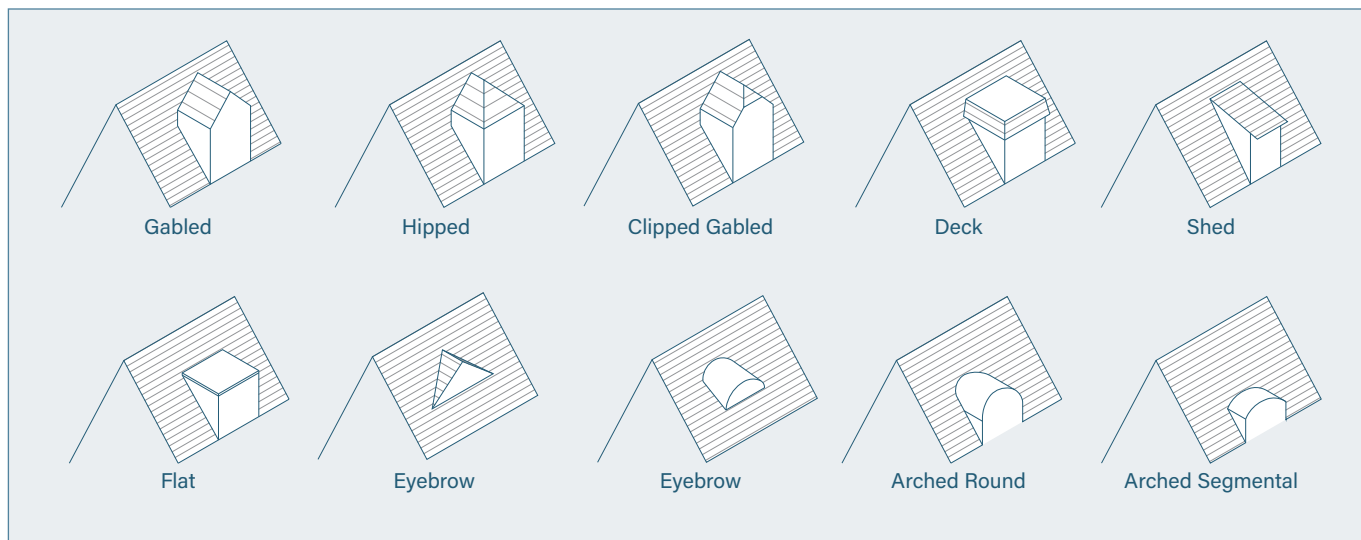 Gabled
Hipped
Clipped Gabled
Deck
Shed
Flat
Eyebrow
Eyebrow
Arched Round
Arched Segmental